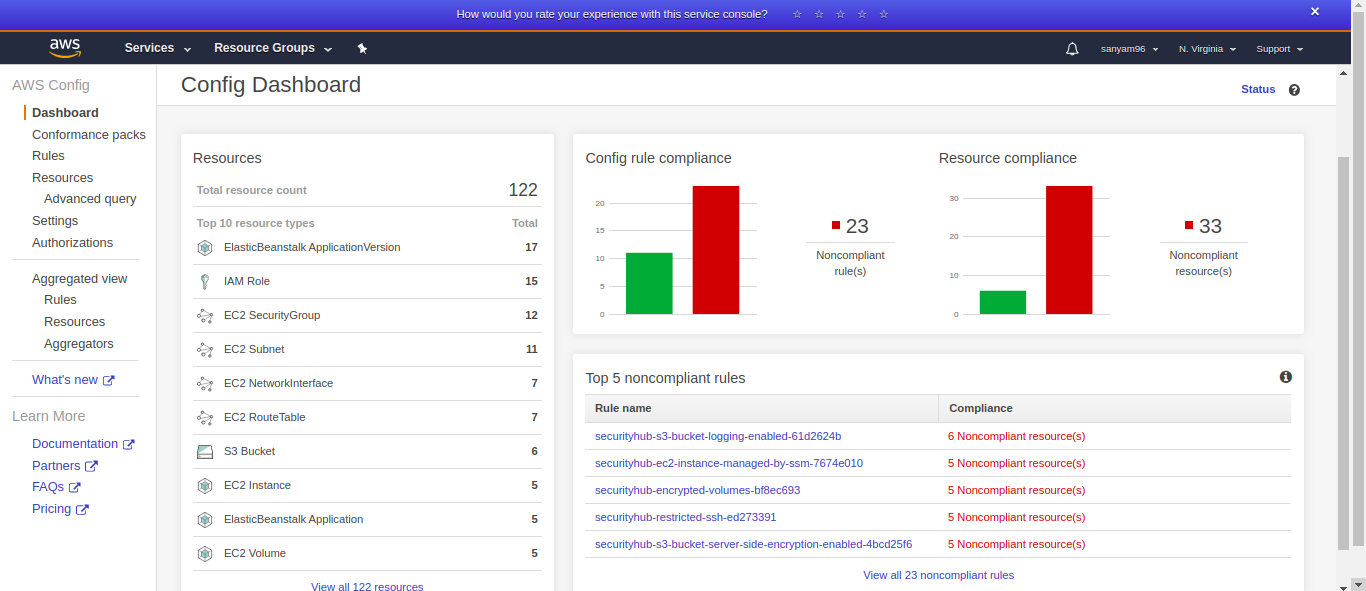 How would you rate your experience with this service console?
aws Services Resource Groups sanyam96 N. Virginia Support
AWS Config
Dashboard
Conformance packs
Rules
Resources
Advanced query
Settings
Authorizations
Aggregated view
Rules
Resources
Aggregators
What's new
Learn More
Documentation
Partners
FAQs
Pricing
Config Dashboard
Status
Resources
Total resource count 122
Top 10 resource types Total
ElasticBeanstalk ApplicationVersion 17
IAM Role 15
EC2 SecurityGroup 12
EC2 Subnet 11
EC2 NetworkInterface 7
EC2 RouteTable 7
S3 Bucket 6
EC2 Instance 5
ElasticBeanstalk Application 5
EC2 Volume 5
View all 122 resources
Config rule compliance
20
15
10
5
0
23
Noncompliant
rule(s)
Resource compliance
30
20
10
0
33
Noncompliant
resource(s)
Top 5 noncompliant rules
Rule name Compliance
securityhub-s3-bucket-logging-enabled-61d2624b 6 Noncompliant resource(s)
securityhub-ec2-instance-managed-by-ssm-7674e010 5 Noncompliant resource(s)
securityhub-encrypted-volumes-bf8ec693 5 Noncompliant resource(s)
securityhub-restricted-ssh-ed273391 5 Noncompliant resource(s)
securityhub-s3-bucket-server-side-encryption-enabled-4bcd25f6 5 Noncompliant resource(s)
View all 23 noncompliant rules